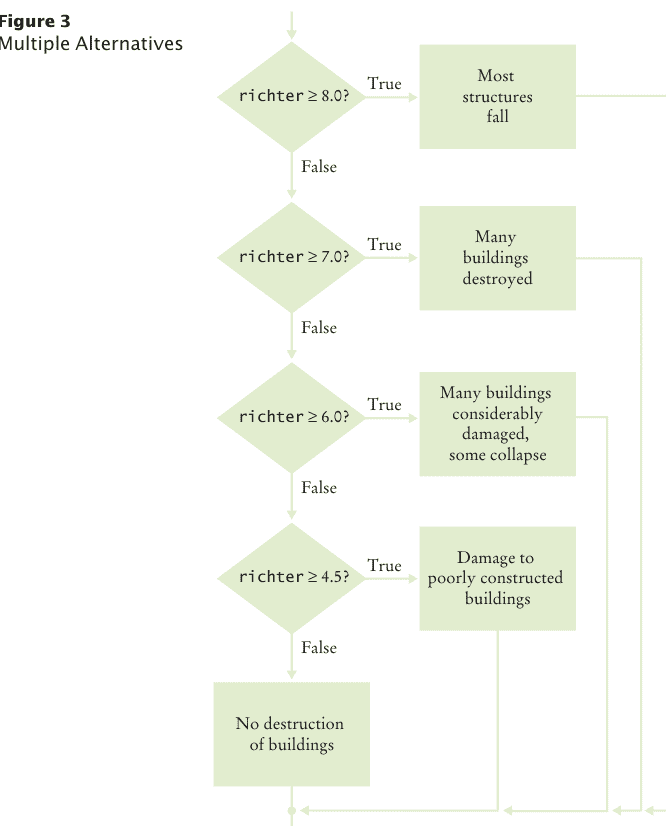 Figure 3
Multiple Alternatives
richter ≥ 8.0?
True
Most
structures
fall
False
richter ≥ 7.0?
True
Many
buildings
destroyed
False
richter ≥ 6.0?
True
Many buildings
considerably
damaged,
some collapse
False
richter ≥ 4.5?
True
Damage to
poorly constructed
buildings
False
No destruction
of buildings